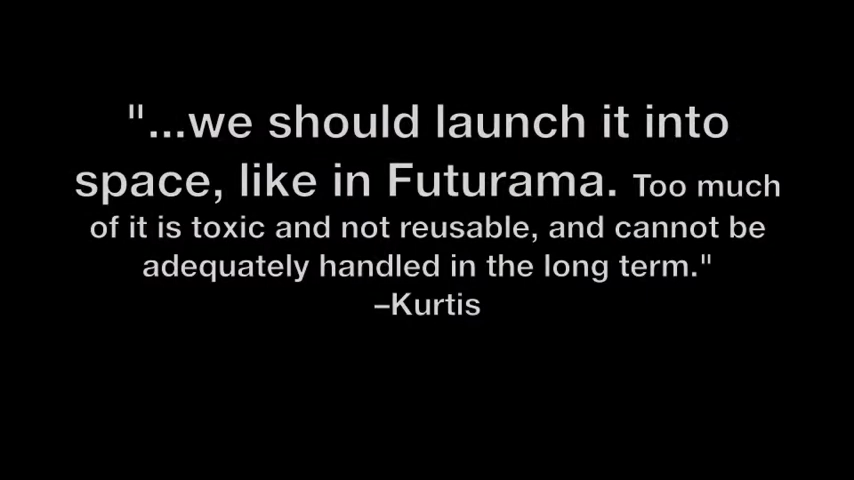 "...we should launch it into
space, like in Futurama. Too much
of it is toxic and not reusable, and cannot be
adequately handled in the long term."
–Kurtis